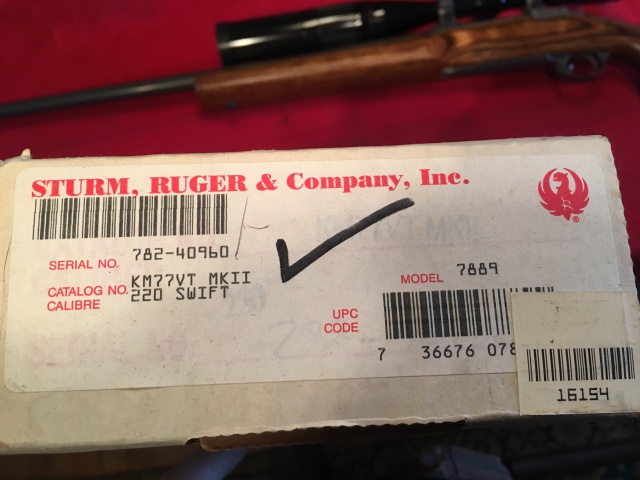 STURM, RUGER & Company, Inc.
SERIAL NO. 782-40960
CATALOG NO. KM77VT MKII
CALIBRE 220 SWIFT
MODEL 7889
UPC CODE
7 36676 078
16154